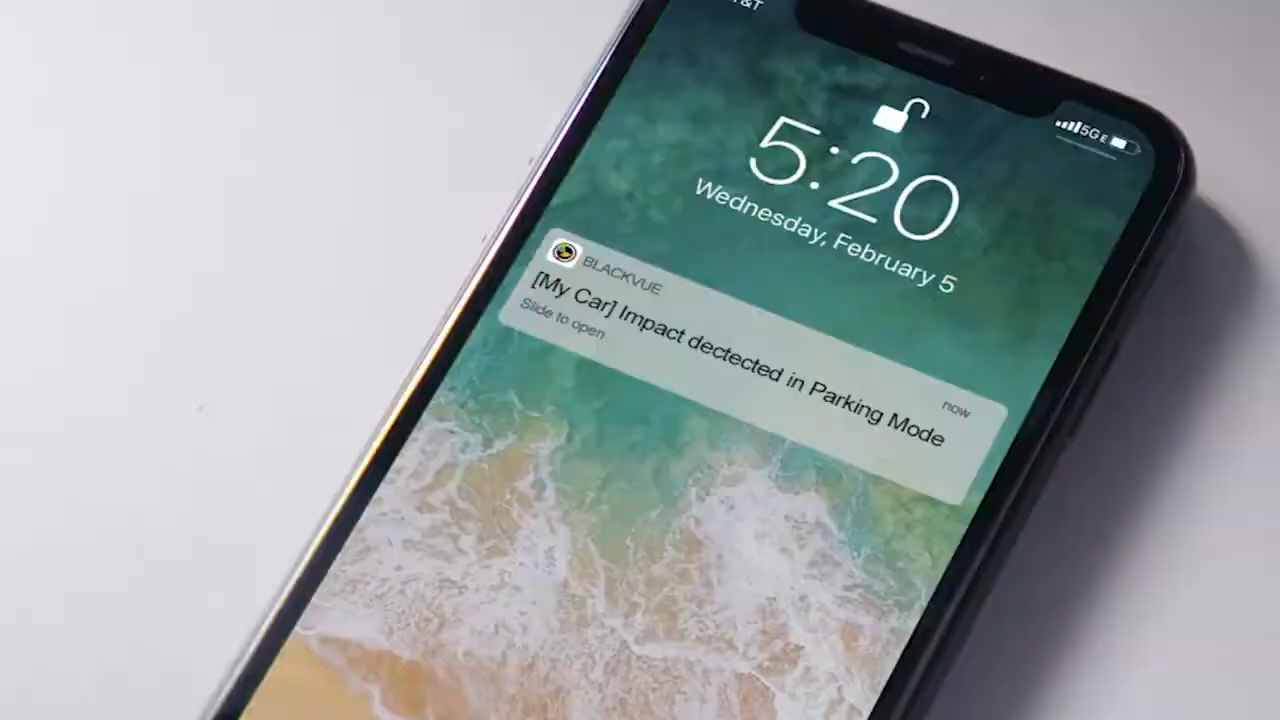 5GE
5:20
Wednesday, February 5
BLACKVUE
now
[My Car] Impact dectected in Parking Mode
Slide to open